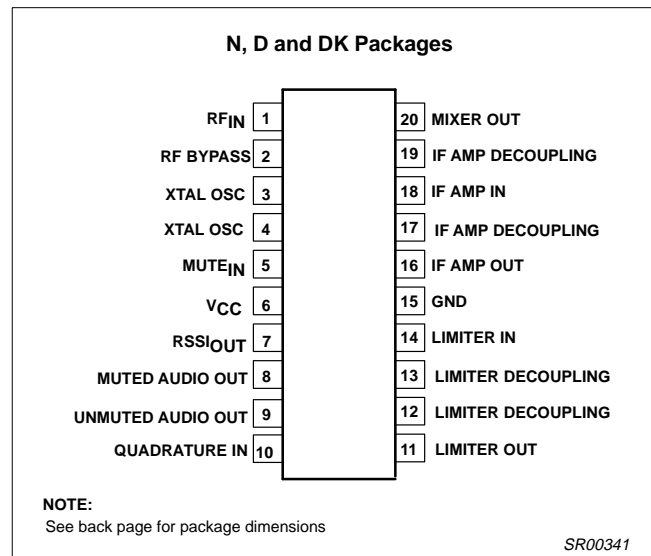 N, D and DK Packages
RFIN 1
20 MIXER OUT
RF BYPASS 2
19 IF AMP DECOUPLING
XTAL OSC 3
18 IF AMP IN
XTAL OSC 4
17 IF AMP DECOUPLING
MUTEIN 5
16 IF AMP OUT
VCC 6
15 GND
RSSIOUT 7
14 LIMITER IN
MUTED AUDIO OUT 8
13 LIMITER DECOUPLING
UNMUTED AUDIO OUT 9
12 LIMITER DECOUPLING
QUADRATURE IN 10
11 LIMITER OUT
NOTE:
See back page for package dimensions
SR00341